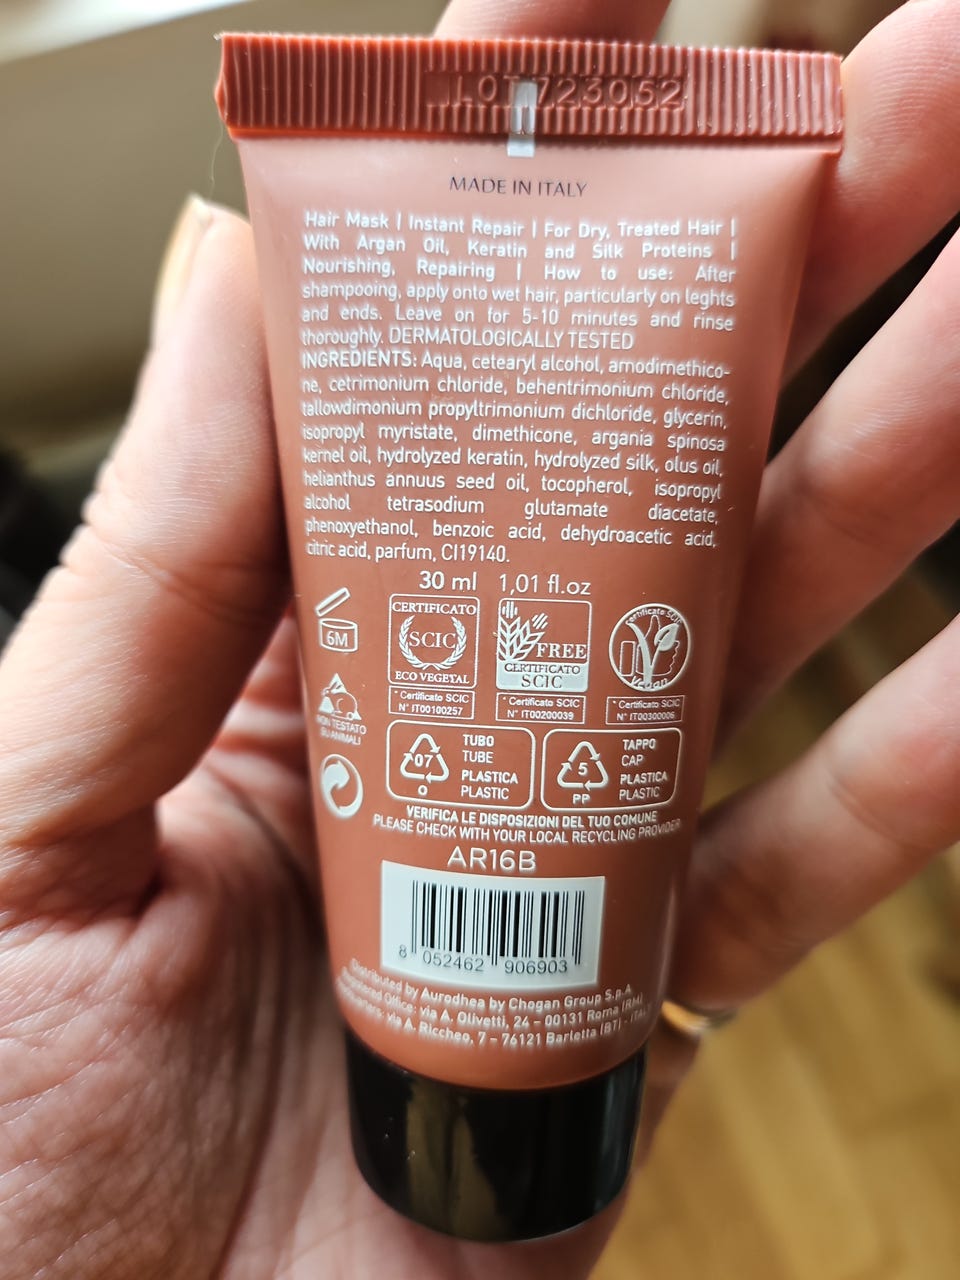 LOT 723052
MADE IN ITALY
Hair Mask | Instant Repair | For Dry, Treated Hair |
With Argan Oil, Keratin and Silk Proteins |
Nourishing, Repairing | How to use: After
shampooing, apply onto wet hair, particularly on leghts
and ends. Leave on for 5-10 minutes and rinse
thoroughly. DERMATOLOGICALLY TESTED
INGREDIENTS: Aqua, cetearyl alcohol, amodimethico-
ne, cetrimonium chloride, behentrimonium chloride,
tallowdimonium propyltrimonium dichloride, glycerin,
isopropyl myristate, dimethicone, argania spinosa
kernel oil, hydrolyzed keratin, hydrolyzed silk, olus oil,
helianthus annuus seed oil, tocopherol, isopropyl
alcohol tetrasodium glutamate diacetate,
phenoxyethanol, benzoic acid, dehydroacetic acid,
citric acid, parfum, CI19140.
30 ml 1,01 fl.oz
6M
CERTIFICATO
SCIC
ECO VEGETAL
* Certificato SCIC
N° IT00100257
FREE
CERTIFICATO
SCIC
* Certificato SCIC
N° IT00200039
Certificato SCIC
Vegan
* Certificato SCIC
N° IT00300006
NON TESTATO
SU ANIMALI
07
O
TUBO
TUBE
PLASTICA
PLASTIC
5
PP
TAPPO
CAP
PLASTICA
PLASTIC
VERIFICA LE DISPOSIZIONI DEL TUO COMUNE
PLEASE CHECK WITH YOUR LOCAL RECYCLING PROVIDER
AR16B
8 052462 906903
Distributed by Aurodhea by Chogan Group S.p.A
Registered Office: via A. Olivetti, 24 - 00131 Roma (RM)
via A. Riccheo, 7 - 76121 Barletta (BT) - ITALY